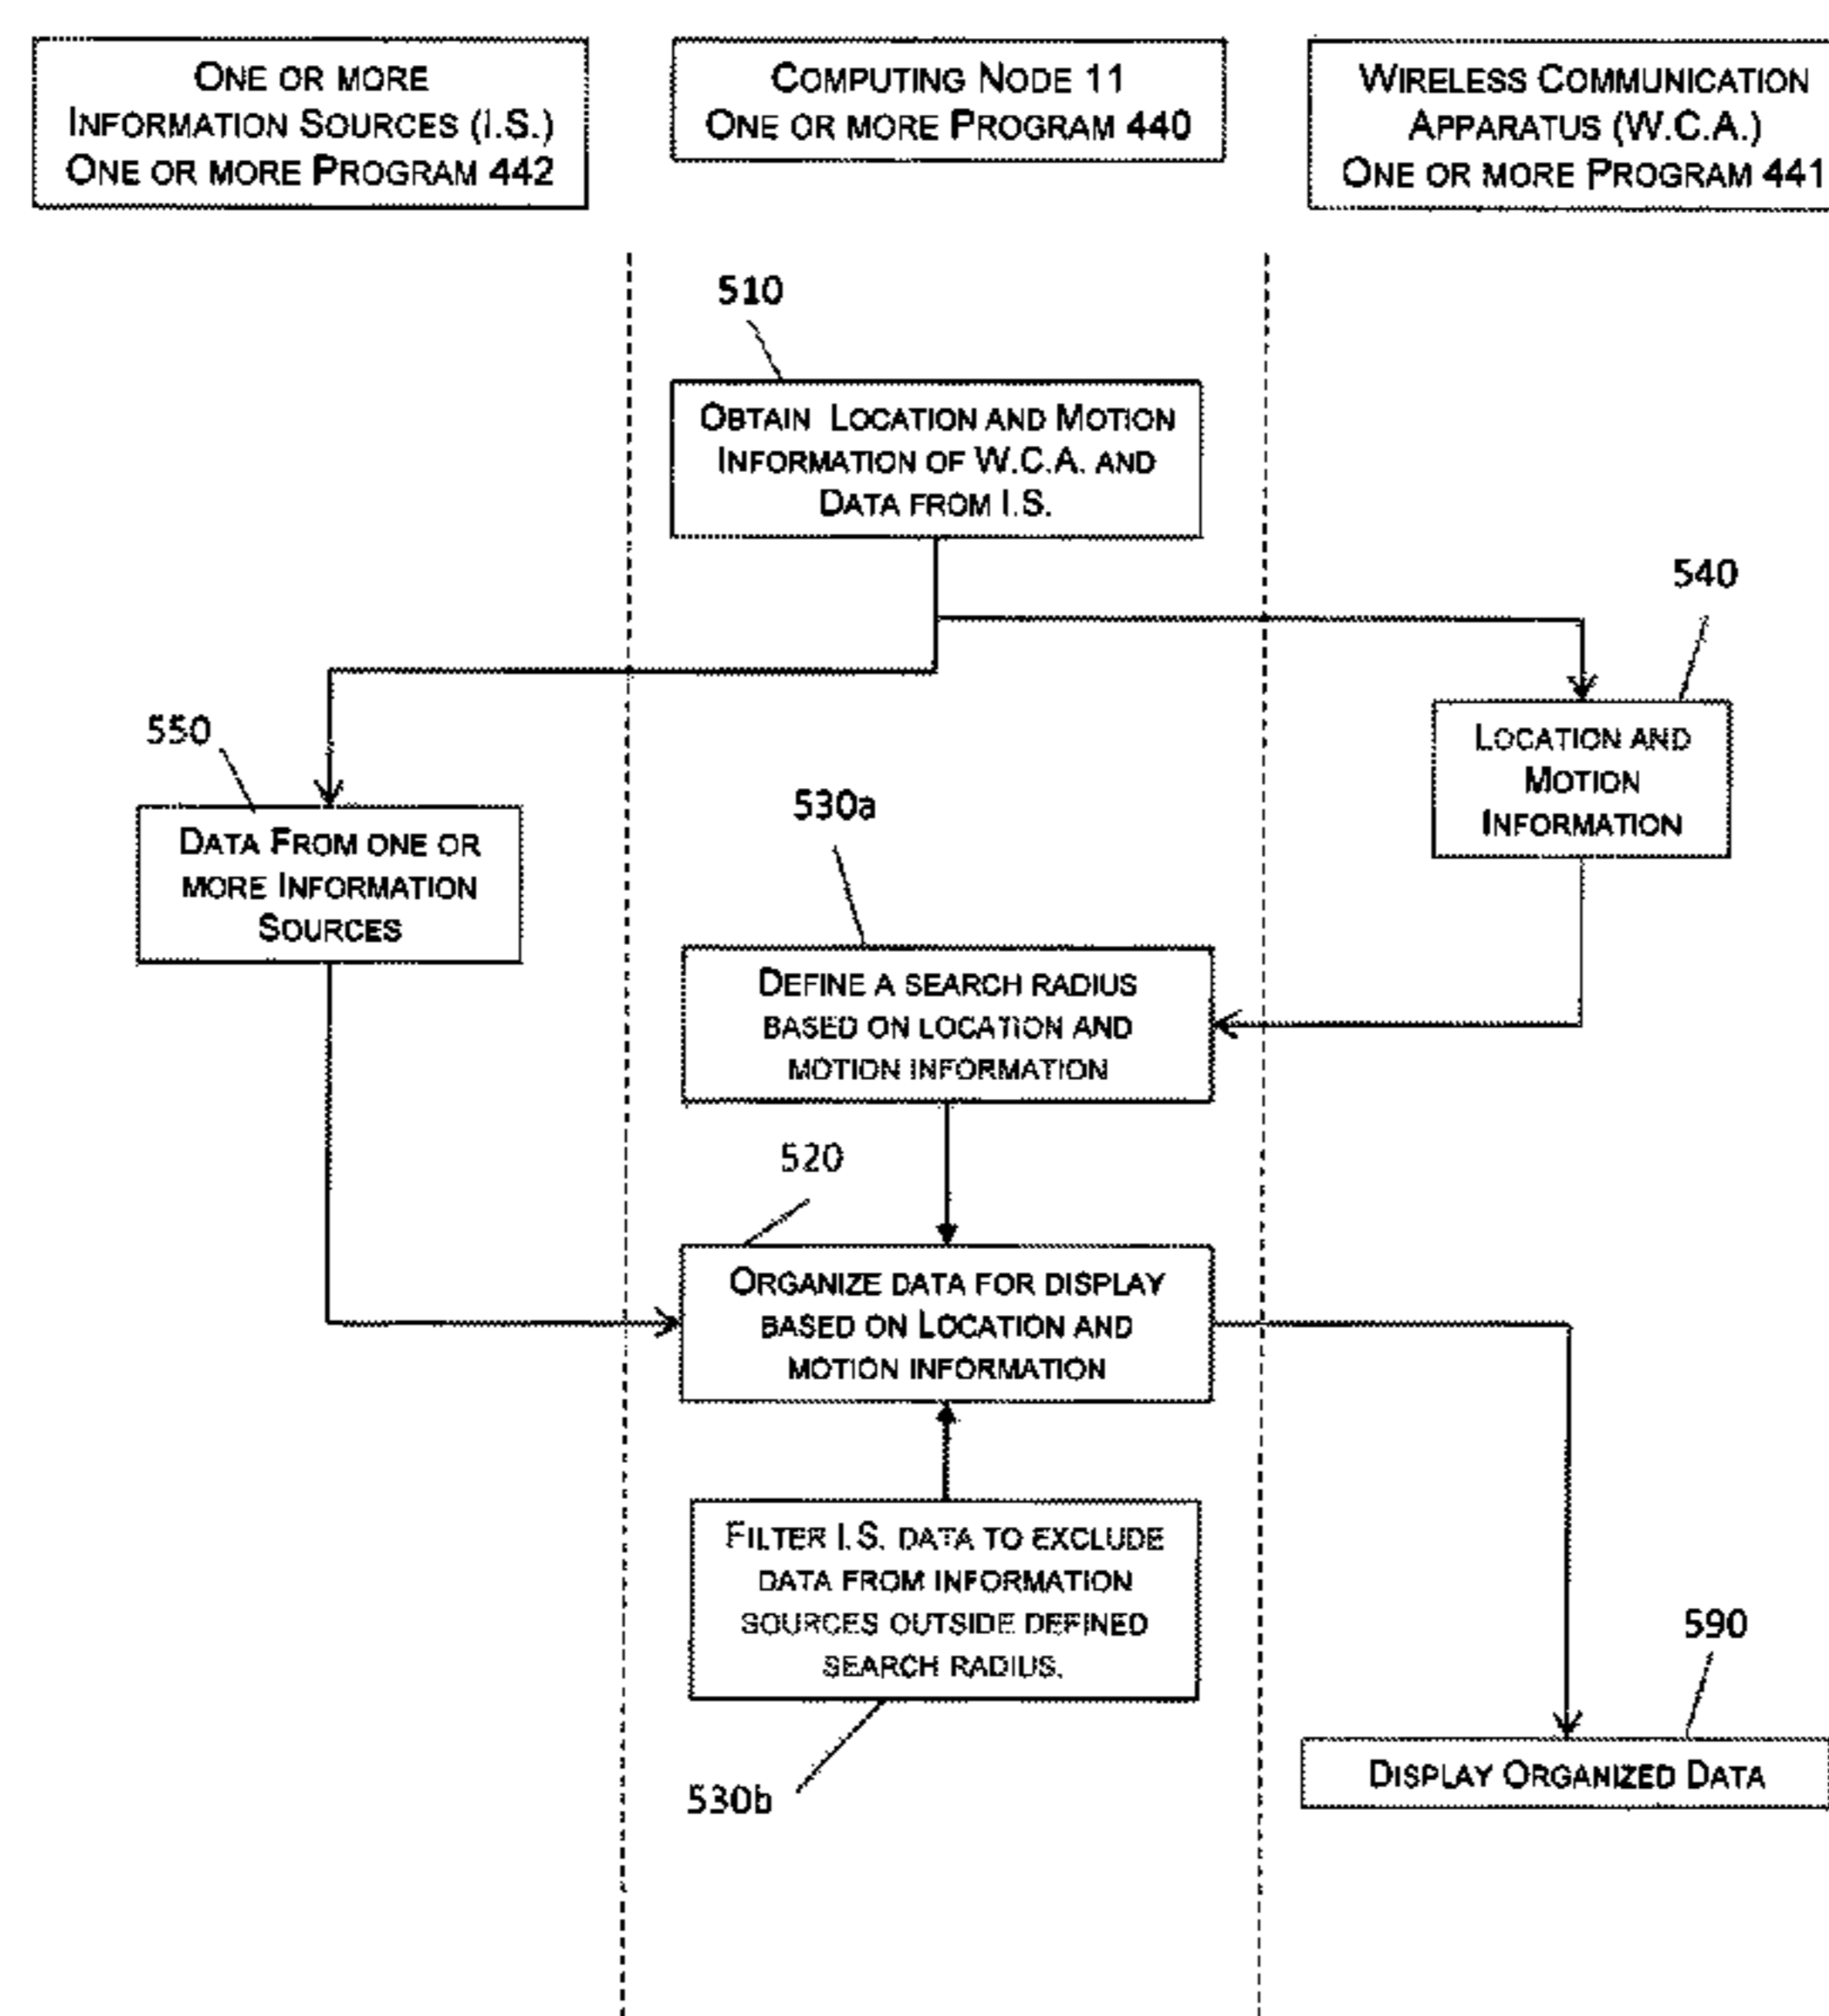 ONE OR MORE
INFORMATION SOURCES (I.S.)
ONE OR MORE PROGRAM 442
COMPUTING NODE 11
ONE OR MORE PROGRAM 440
WIRELESS COMMUNICATION
APPARATUS (W.C.A.)
ONE OR MORE PROGRAM 441
510
OBTAIN LOCATION AND MOTION
INFORMATION OF W.C.A. AND
DATA FROM I.S.
540
LOCATION AND
MOTION
INFORMATION
550
DATA FROM ONE OR
MORE INFORMATION
SOURCES
530a
DEFINE A SEARCH RADIUS
BASED ON LOCATION AND
MOTION INFORMATION
520
ORGANIZE DATA FOR DISPLAY
BASED ON LOCATION AND
MOTION INFORMATION
FILTER I.S. DATA TO EXCLUDE
DATA FROM INFORMATION
SOURCES OUTSIDE DEFINED
SEARCH RADIUS.
530b
590
DISPLAY ORGANIZED DATA